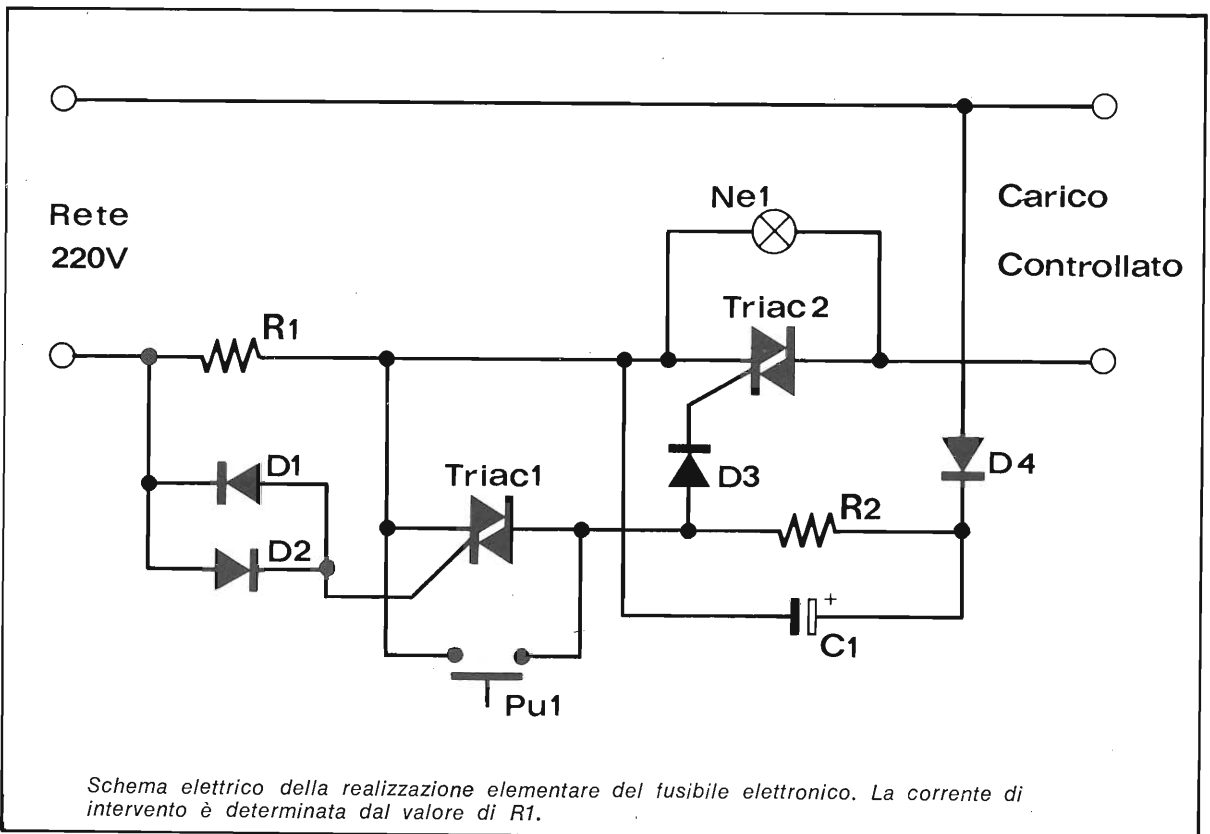 Ne1
Carico
Rete
220V
Controllato
Triac2
R1
D1
Triac1
D3
D4
R2
D2
+
C1
Pu1
Schema elettrico della realizzazione elementare del fusibile elettronico. La corrente di
intervento è determinata dal valore di R1.